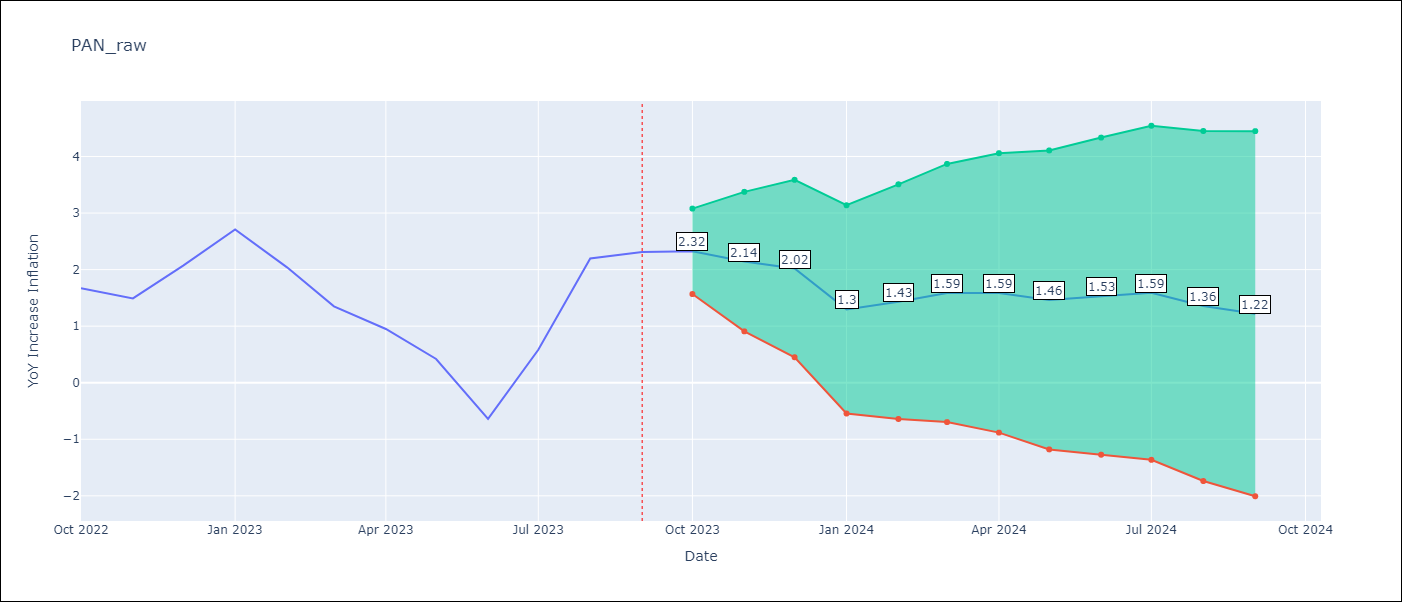 PAN_raw
YoY Increase Inflation
4
3
2
1
0
−1
−2
2.32
2.14
2.02
1.3
1.43
1.59
1.59
1.46
1.53
1.59
1.36
1.22
Oct 2022
Jan 2023
Apr 2023
Jul 2023
Oct 2023
Jan 2024
Apr 2024
Jul 2024
Oct 2024
Date